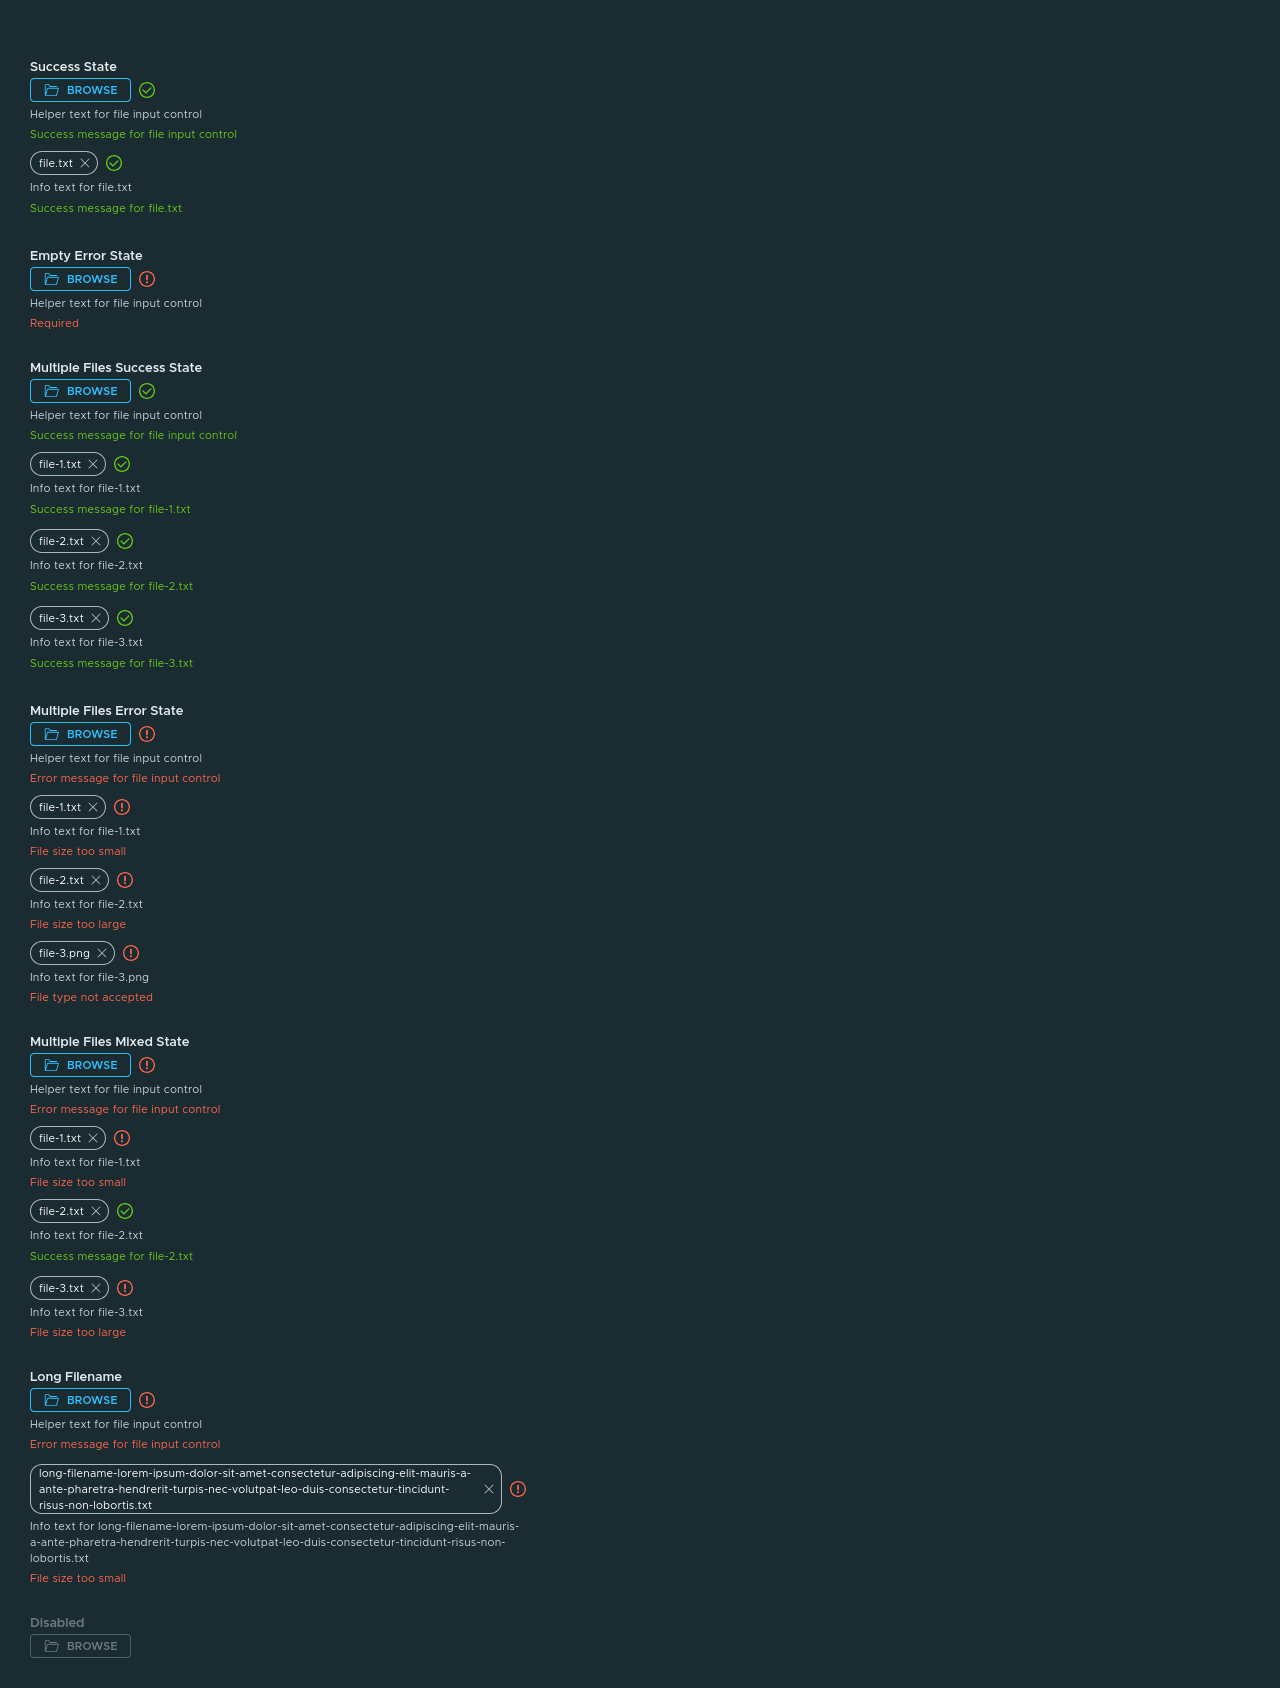 Success State
BROWSE
Helper text for file input control
Success message for file input control
file.txt
Info text for file.txt
Success message for file.txt
Empty Error State
BROWSE
Helper text for file input control
Required
Multiple Files Success State
BROWSE
Helper text for file input control
Success message for file input control
file-1.txt
Info text for file-1.txt
Success message for file-1.txt
file-2.txt
Info text for file-2.txt
Success message for file-2.txt
file-3.txt
Info text for file-3.txt
Success message for file-3.txt
Multiple Files Error State
BROWSE
Helper text for file input control
Error message for file input control
file-1.txt
Info text for file-1.txt
File size too small
file-2.txt
Info text for file-2.txt
File size too large
file-3.png
Info text for file-3.png
File type not accepted
Multiple Files Mixed State
BROWSE
Helper text for file input control
Error message for file input control
file-1.txt
Info text for file-1.txt
File size too small
file-2.txt
Info text for file-2.txt
Success message for file-2.txt
file-3.txt
Info text for file-3.txt
File size too large
Long Filename
BROWSE
Helper text for file input control
Error message for file input control
long-filename-lorem-ipsum-dolor-sit-amet-consectetur-adipiscing-elit-mauris-a-
ante-pharetra-hendrerit-turpis-nec-volutpat-leo-duis-consectetur-tincidunt-
risus-non-lobortis.txt
Info text for long-filename-lorem-ipsum-dolor-sit-amet-consectetur-adipiscing-elit-mauris-
a-ante-pharetra-hendrerit-turpis-nec-volutpat-leo-duis-consectetur-tincidunt-risus-non-
lobortis.txt
File size too small
Disabled
BROWSE